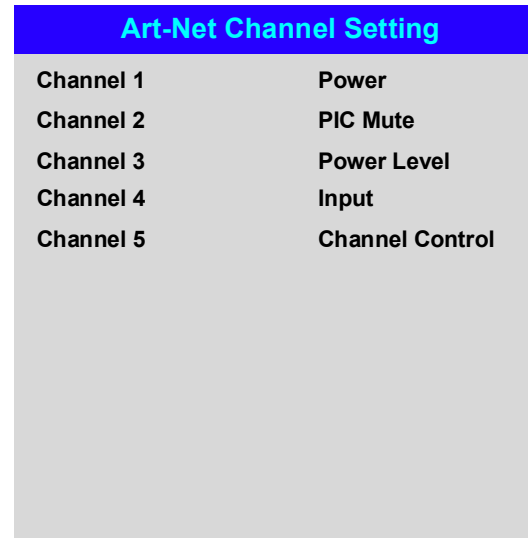 Art-Net Channel Setting
Channel 1 Power
Channel 2 PIC Mute
Channel 3 Power Level
Channel 4 Input
Channel 5 Channel Control